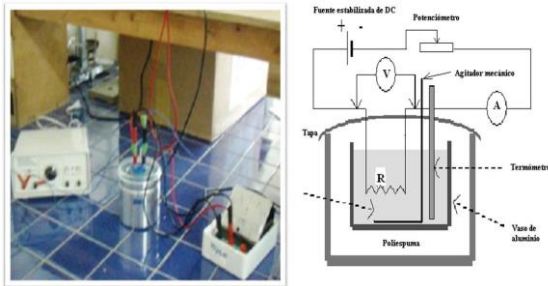 Fuente estabilizada de DC
+ -
Potenciómetro
V
Agitador mecánico
A
Tapa
R
Termómetro
Vaso de
aluminio
Poliespuma